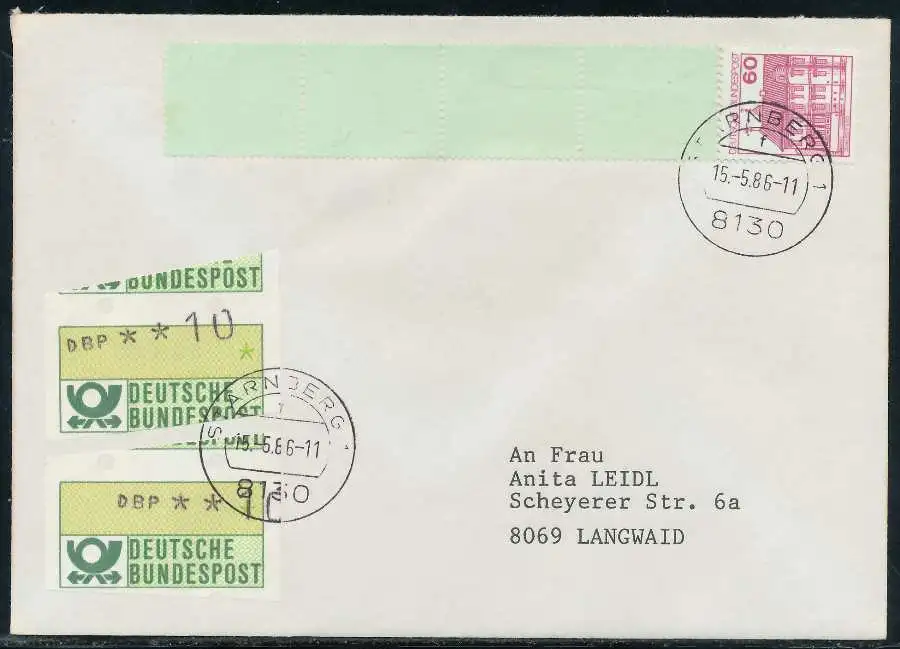 60
BUNDESPOST
STARNBERG 1
f
15.-5.86-11
8130
BUNDESPOST
DBP ** 10
*
DEUTSCHE
BUNDESPOST
DBP ** 10
DEUTSCHE
BUNDESPOST
STARNBERG 1
15.-5.86-11
8130
An Frau
Anita LEIDL
Scheyerer Str. 6a
8069 LANGWAID